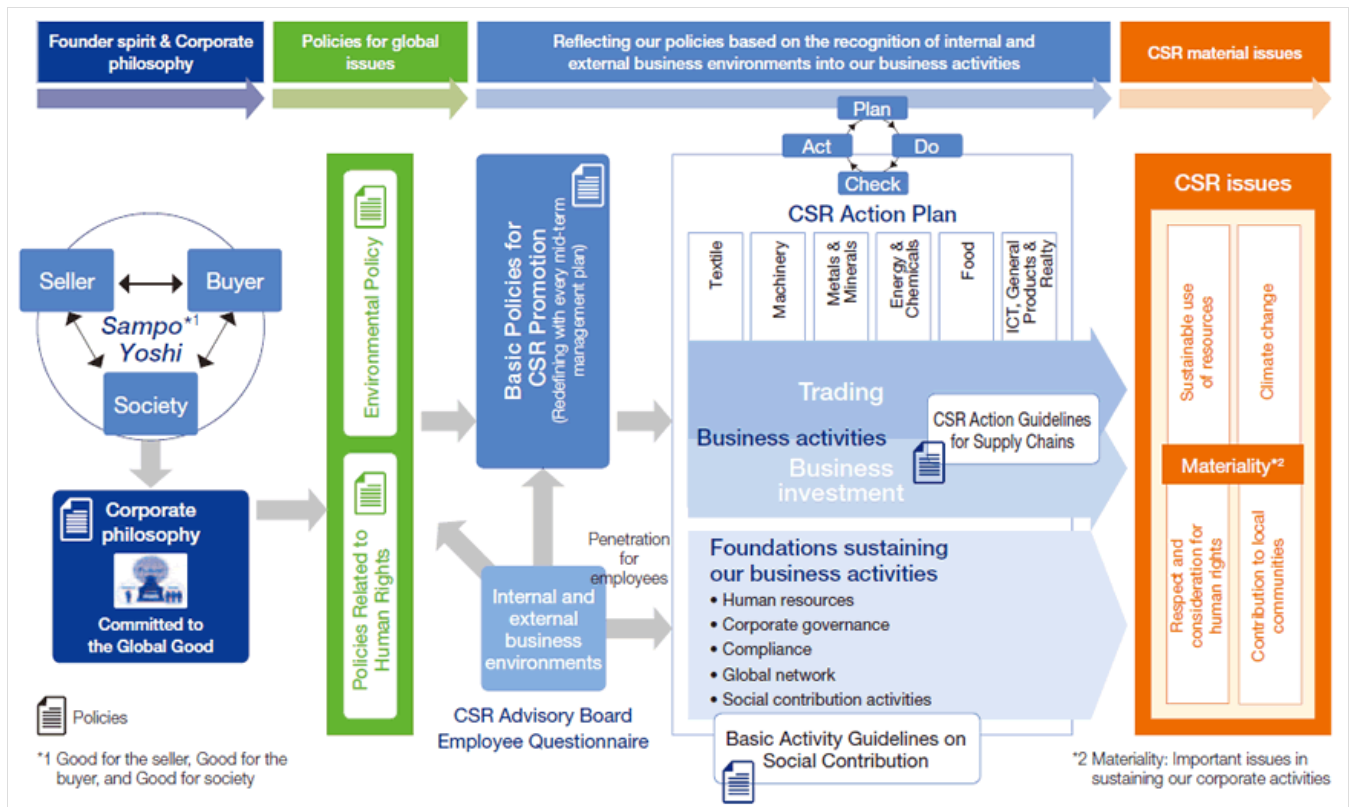 Founder spirit & Corporate
philosophy
Policies for global
issues
Reflecting our policies based on the recognition of internal and
external business environments into our business activities
CSR material issues
Plan
Act
Do
Check
CSR Action Plan
Seller
Buyer
Sampo*1
Yoshi
Society
Corporate
philosophy
Committed to
the Global Good
Environmental Policy
Policies Related to
Human Rights
Basic Policies for
CSR Promotion
(Redefining with every mid-term
management plan)
Internal and
external
business
environments
CSR Advisory Board
Employee Questionnaire
Penetration
for
employees
Textile
Machinery
Metals &
Minerals
Energy &
Chemicals
Food
ICT, General
Products &
Realty
Trading
Business activities
Business
investment
CSR Action Guidelines
for Supply Chains
Foundations sustaining
our business activities
• Human resources
• Corporate governance
• Compliance
• Global network
• Social contribution activities
Basic Activity Guidelines on
Social Contribution
CSR issues
Sustainable use
of resources
Climate change
Materiality*2
Respect and
consideration for
human rights
Contribution to local
communities
Policies
*1 Good for the seller, Good for the
buyer, and Good for society
*2 Materiality: Important issues in
sustaining our corporate activities